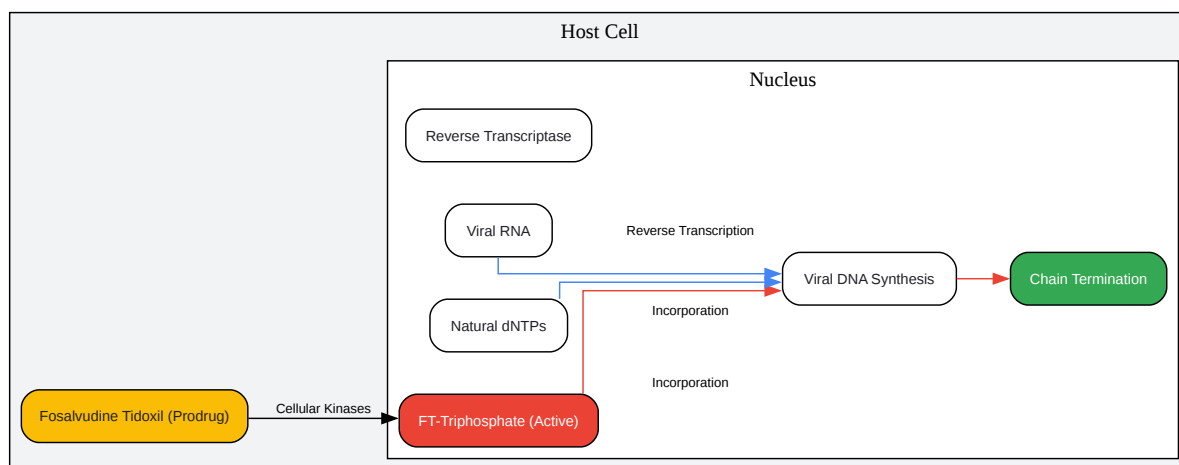 Host Cell
Nucleus
Reverse Transcriptase
Viral RNA
Reverse Transcription
Viral DNA Synthesis
Chain Termination
Natural dNTPs
Incorporation
Incorporation
Fosalvudine Tidoxil (Prodrug)
Cellular Kinases
FT-Triphosphate (Active)